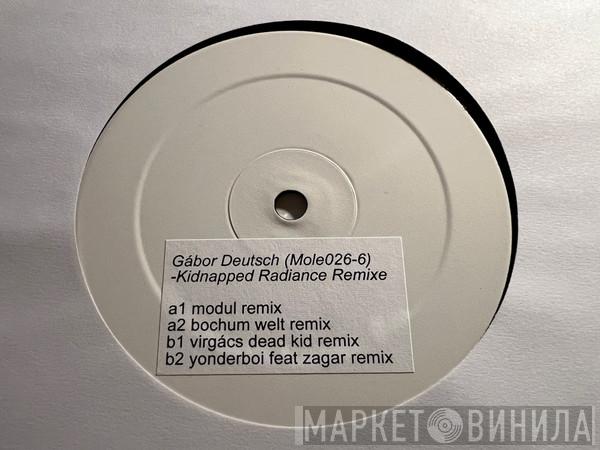 Gábor Deutsch (Mole026-6)
-Kidnapped Radiance Remixe
a1 modul remix
a2 bochum welt remix
b1 virgács dead kid remix
b2 yonderboi feat zagar remix
МАРКЕТ ВИНИЛА